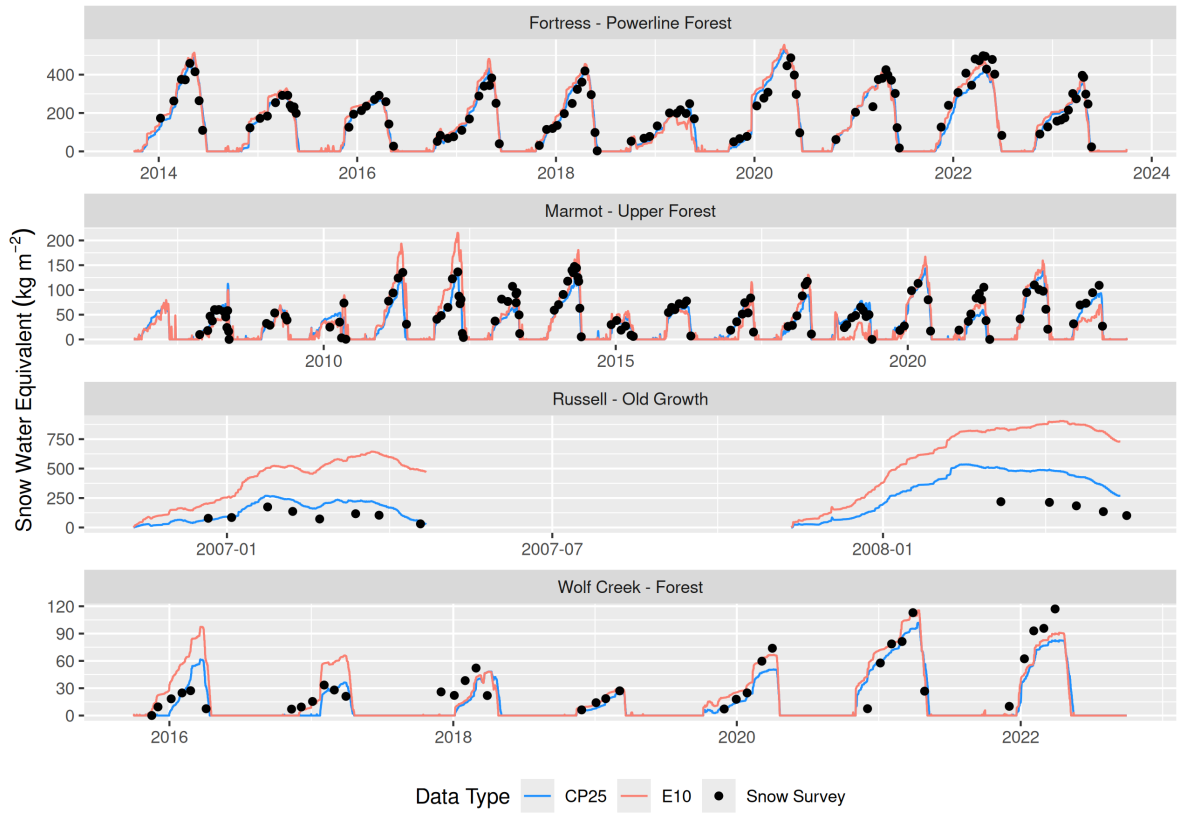 Fortress - Powerline Forest
400
200
0
2014 2016 2018 2020 2022 2024
Marmot - Upper Forest
200
150
100
50
0
2010 2015 2020
Snow Water Equivalent (kg m⁻²)
Russell - Old Growth
750
500
250
0
2007-01 2007-07 2008-01
Wolf Creek - Forest
120
90
60
30
0
2016 2018 2020 2022
Data Type CP25 E10 Snow Survey